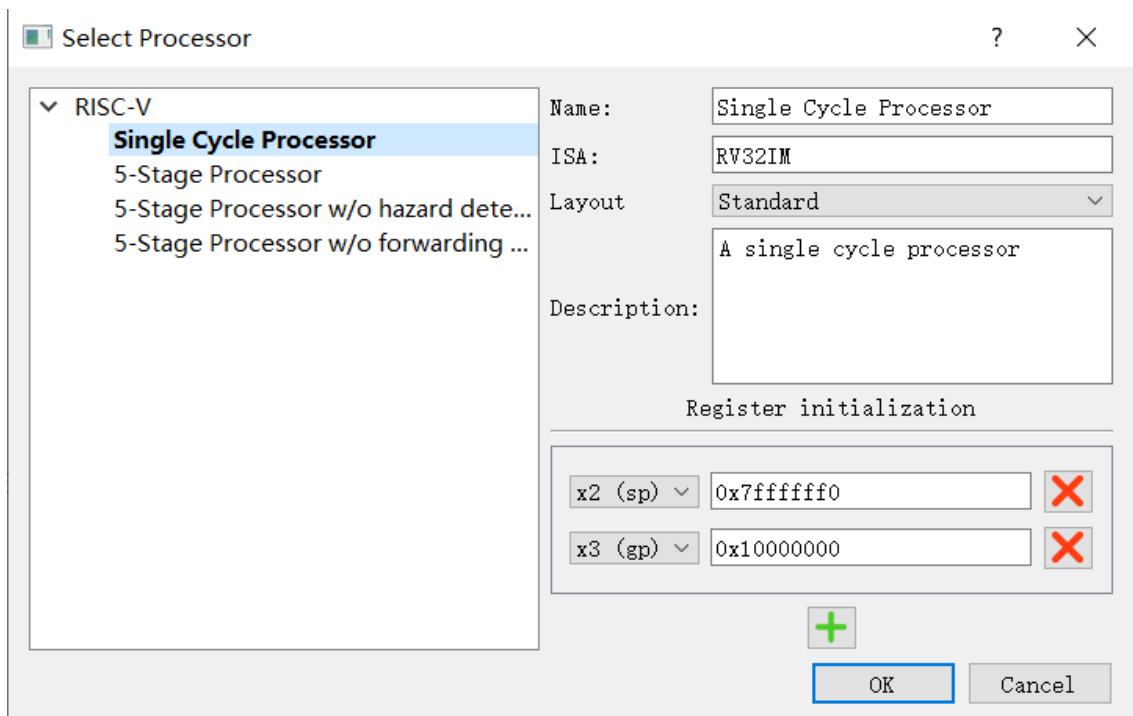 Select Processor
?
RISC-V
Single Cycle Processor
5-Stage Processor
5-Stage Processor w/o hazard dete...
5-Stage Processor w/o forwarding ...
Name: Single Cycle Processor
ISA: RV32IM
Layout Standard
Description: A single cycle processor
Register initialization
x2 (sp) 0x7ffffff0
x3 (gp) 0x10000000
OK Cancel